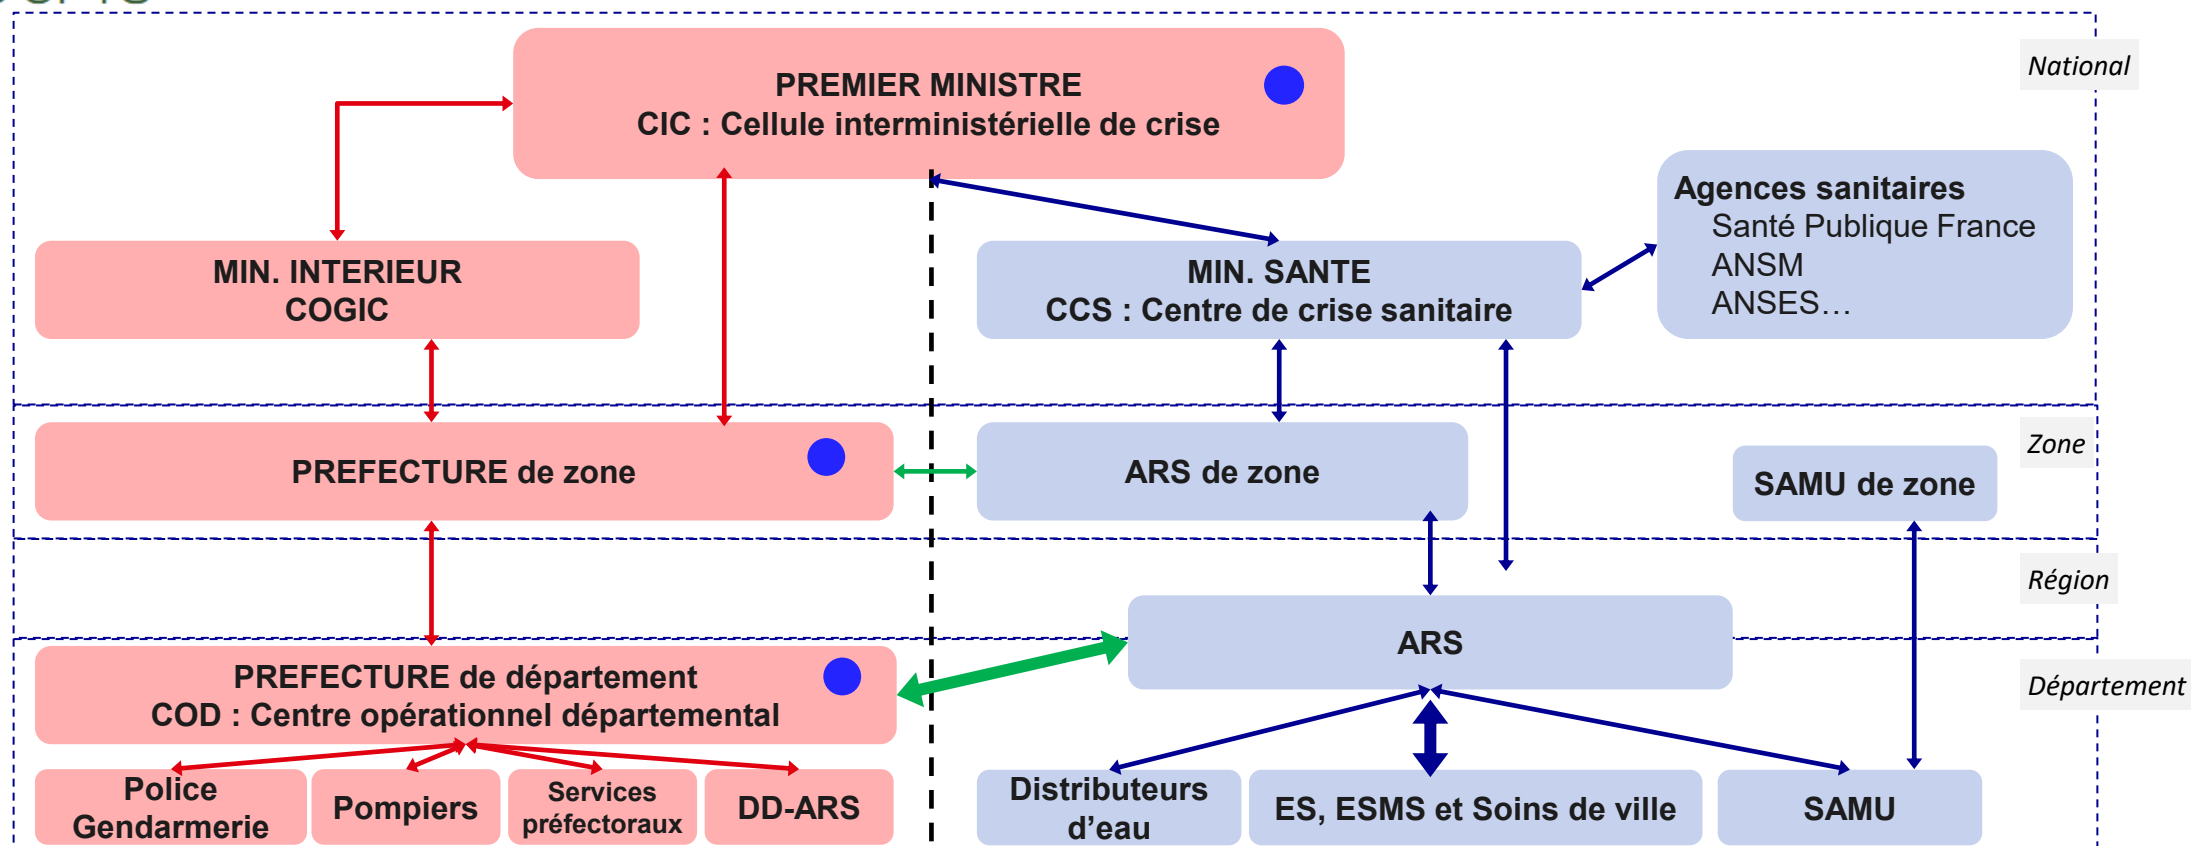 National
PREMIER MINISTRE
CIC : Cellule interministérielle de crise
Agences sanitaires
Santé Publique France
ANSM
ANSES…
MIN. INTERIEUR
COGIC
MIN. SANTE
CCS : Centre de crise sanitaire
Zone
PREFECTURE de zone
ARS de zone
SAMU de zone
Région
ARS
Département
PREFECTURE de département
COD : Centre opérationnel départemental
Police
Gendarmerie
Pompiers
Services
préfectoraux
DD-ARS
Distributeurs
d’eau
ES, ESMS et Soins de ville
SAMU